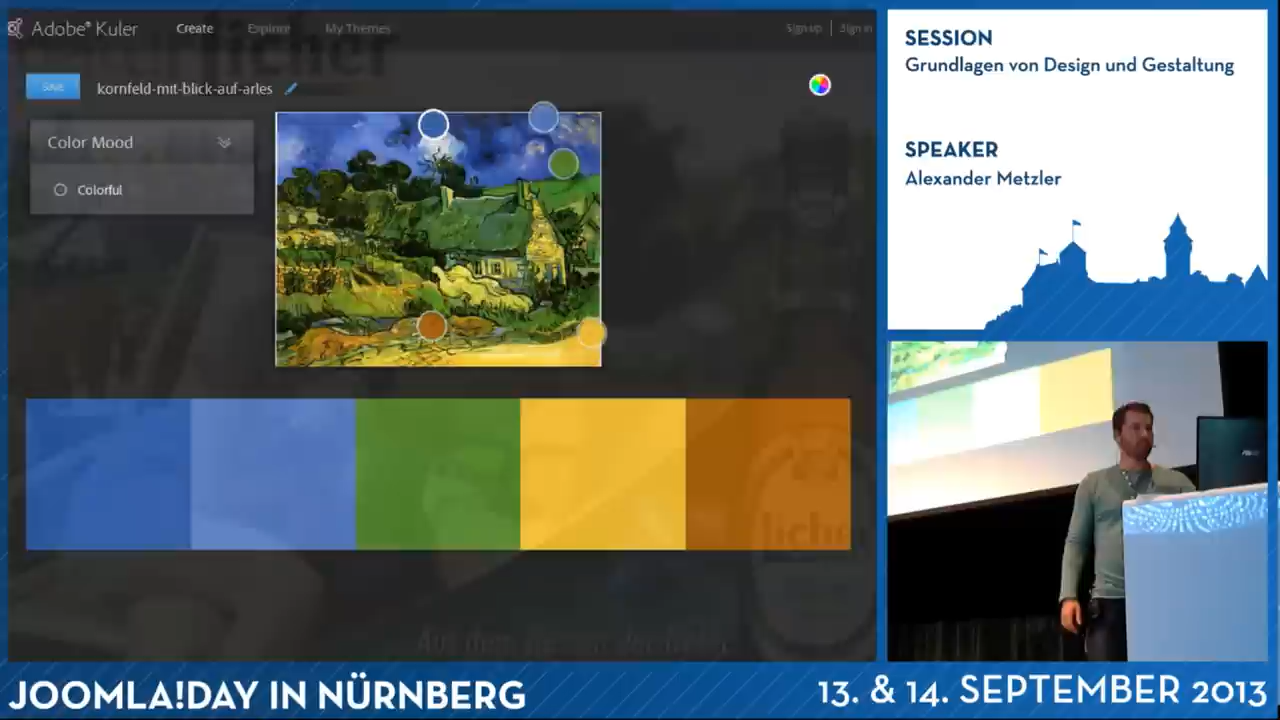 Adobe® Kuler
Create
Explore
My Themes
Sign up
Sign in
Save
kornfeld-mit-blick-auf-arles
Color Mood
Colorful
licher
SESSION
Grundlagen von Design und Gestaltung
SPEAKER
Alexander Metzler
JOOMLA!DAY IN NÜRNBERG
13. & 14. SEPTEMBER 2013